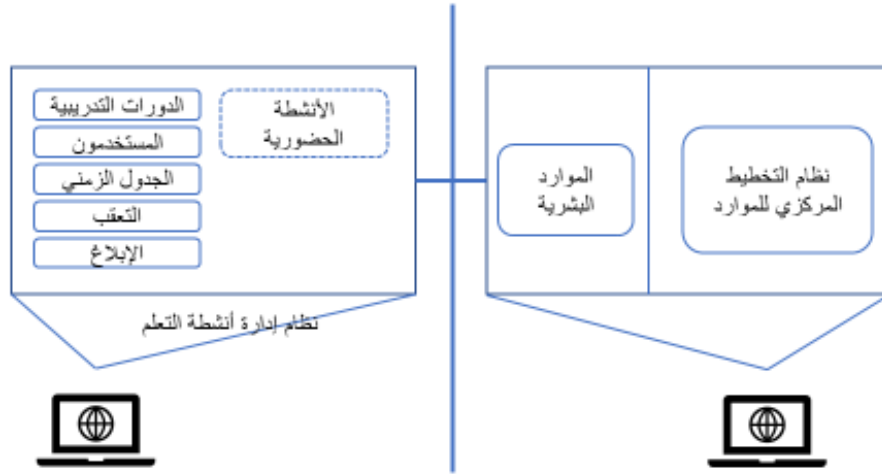 الدورات التدريبية
المستخدمون
الجدول الزمني
التعقب
الإبلاغ
الأنشطة
الحضورية
نظام إدارة أنشطة التعلم
الموارد
البشرية
نظام التخطيط
المركزي للموارد